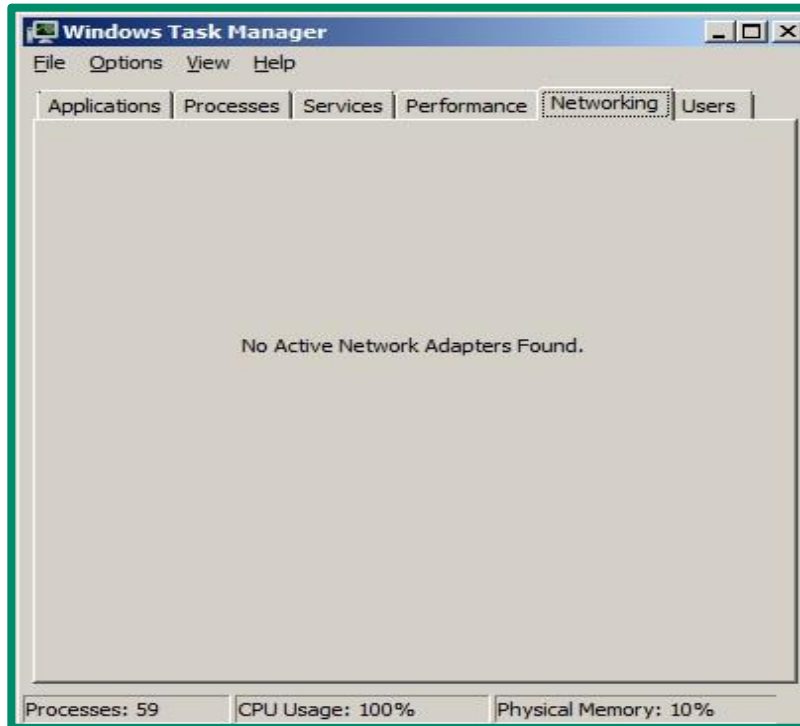 Windows Task Manager
File Options View Help
Applications Processes Services Performance Networking Users
No Active Network Adapters Found.
Processes: 59 CPU Usage: 100% Physical Memory: 10%